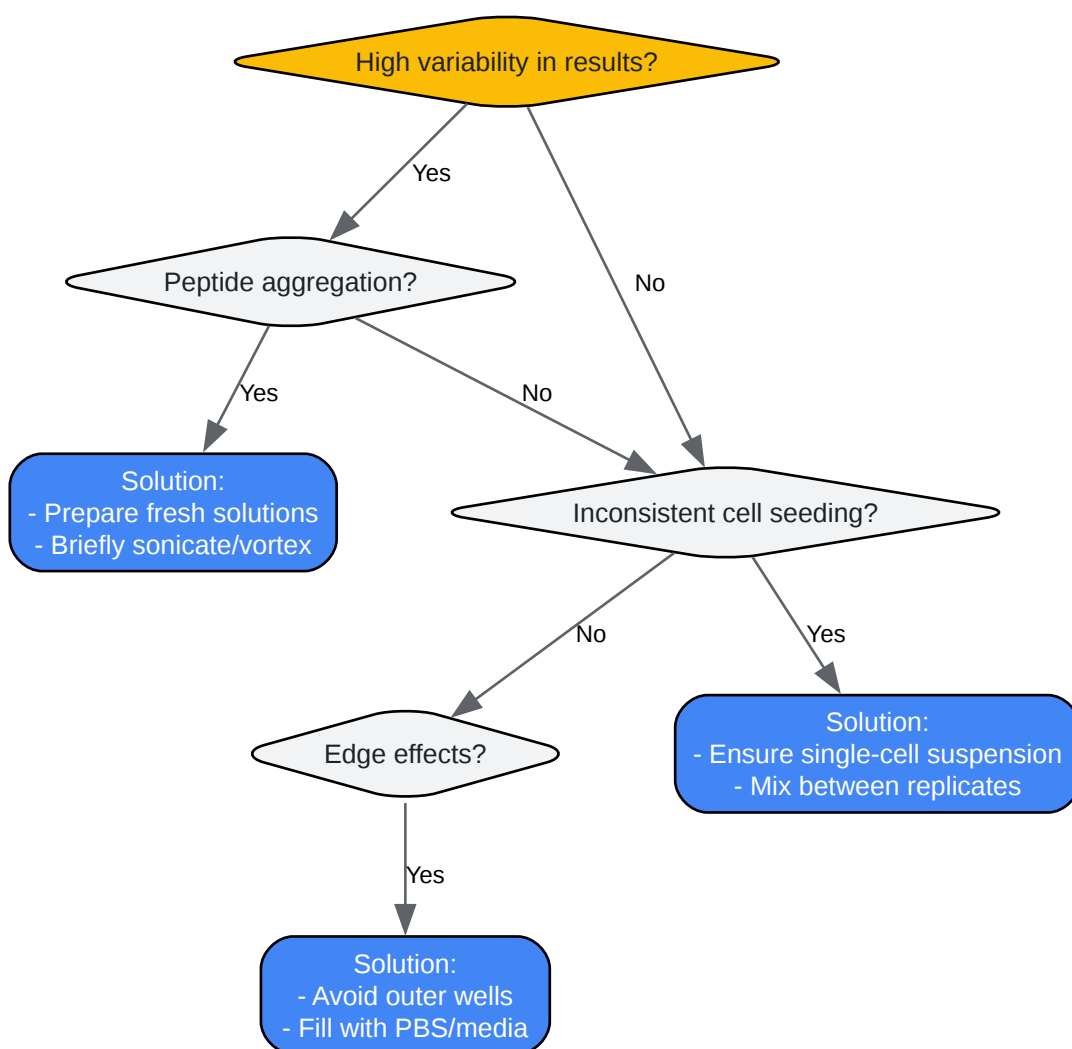 High variability in results?
Yes
No
Peptide aggregation?
Yes
No
Solution:
- Prepare fresh solutions
- Briefly sonicate/vortex
Inconsistent cell seeding?
No
Yes
Edge effects?
Solution:
- Ensure single-cell suspension
- Mix between replicates
Yes
Solution:
- Avoid outer wells
- Fill with PBS/media